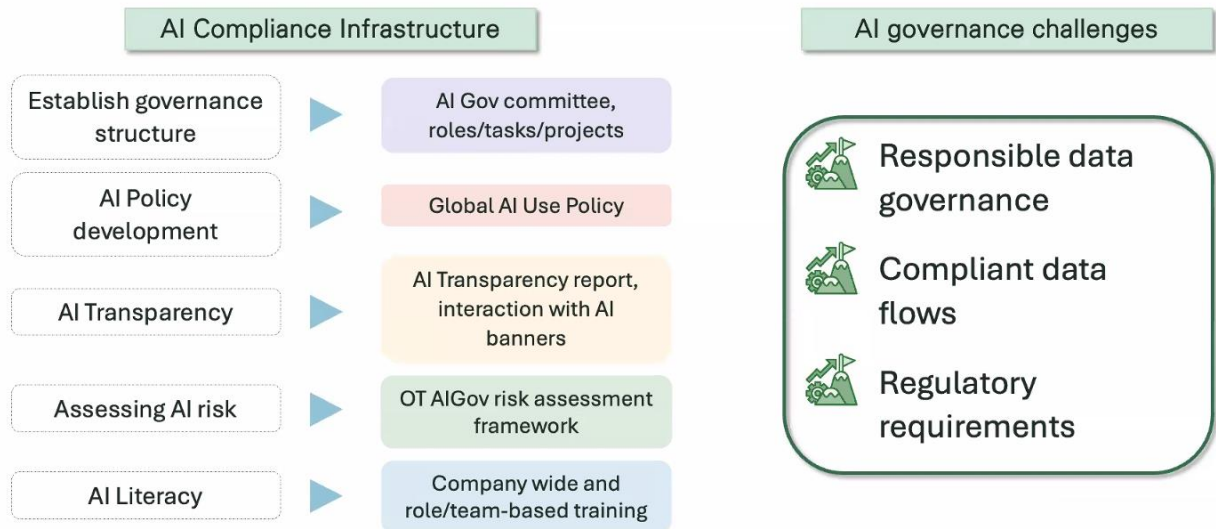 AI Compliance Infrastructure
Establish governance
structure
AI Gov committee,
roles/tasks/projects
AI Policy
development
Global AI Use Policy
AI Transparency
AI Transparency report,
interaction with AI
banners
Assessing AI risk
OT AIGov risk assessment
framework
AI Literacy
Company wide and
role/team-based training
AI governance challenges
Responsible data
governance
Compliant data
flows
Regulatory
requirements